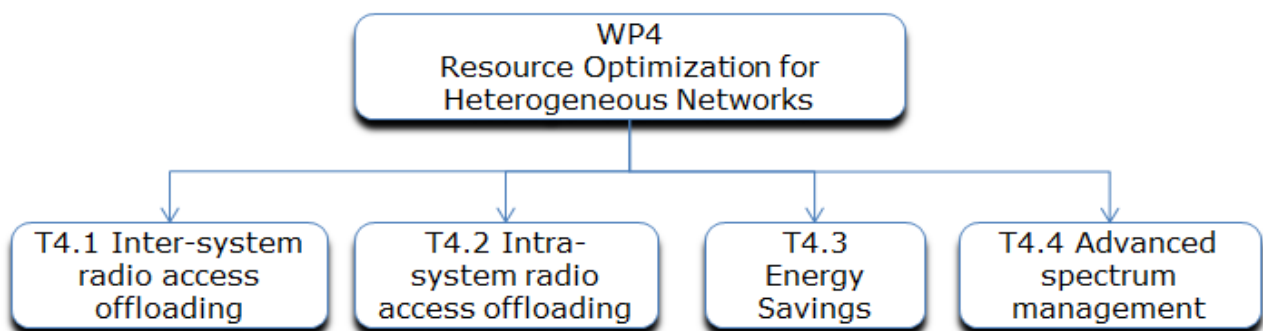 WP4
Resource Optimization for
Heterogeneous Networks
T4.1 Inter-system
radio access
offloading
T4.2 Intra-
system radio
access offloading
T4.3
Energy
Savings
T4.4 Advanced
spectrum
management